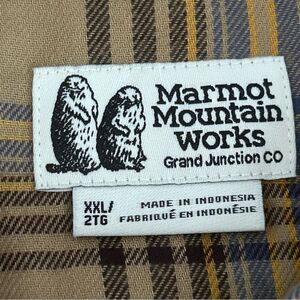 Marmot
Mountain
Works
Grand Junction CO
XXL/
2TG
MADE IN INDONESIA
FABRIQUÉ EN INDONÉSIE